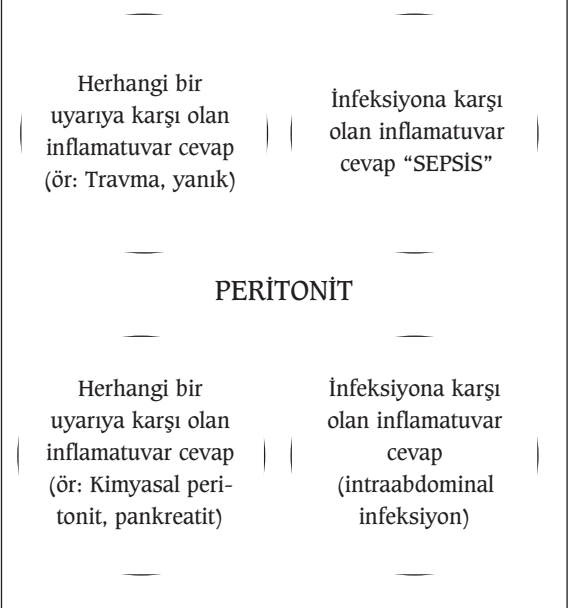 Herhangi bir
uyarıya karşı olan
inflamatuvar cevap
(ör: Travma, yanık)
İnfeksiyona karşı
olan inflamatuvar
cevap “SEPSİS”
PERİTONİT
Herhangi bir
uyarıya karşı olan
inflamatuvar cevap
(ör: Kimyasal peri-
tonit, pankreatit)
İnfeksiyona karşı
olan inflamatuvar
cevap
(intraabdominal
infeksiyon)